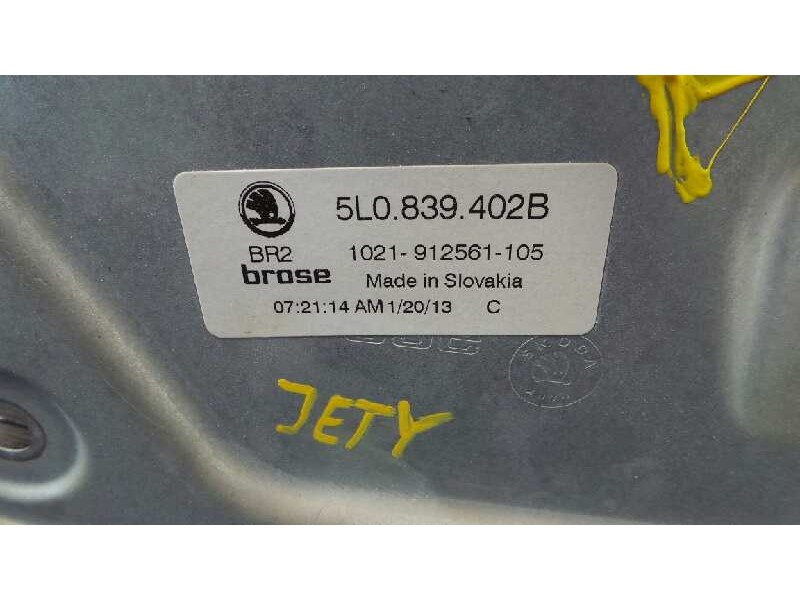 5L0.839.402B
BR2 1021-912561-105
brose Made in Slovakia
07:21:14 AM 1/20/13 C
SKODA
JETY